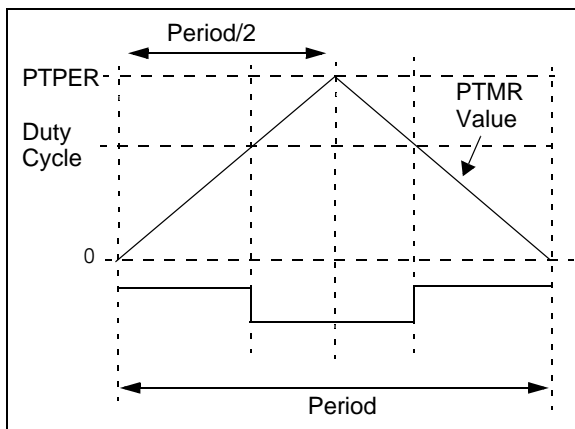 Period/2
PTPER
PTMR
Value
Duty
Cycle
0
Period